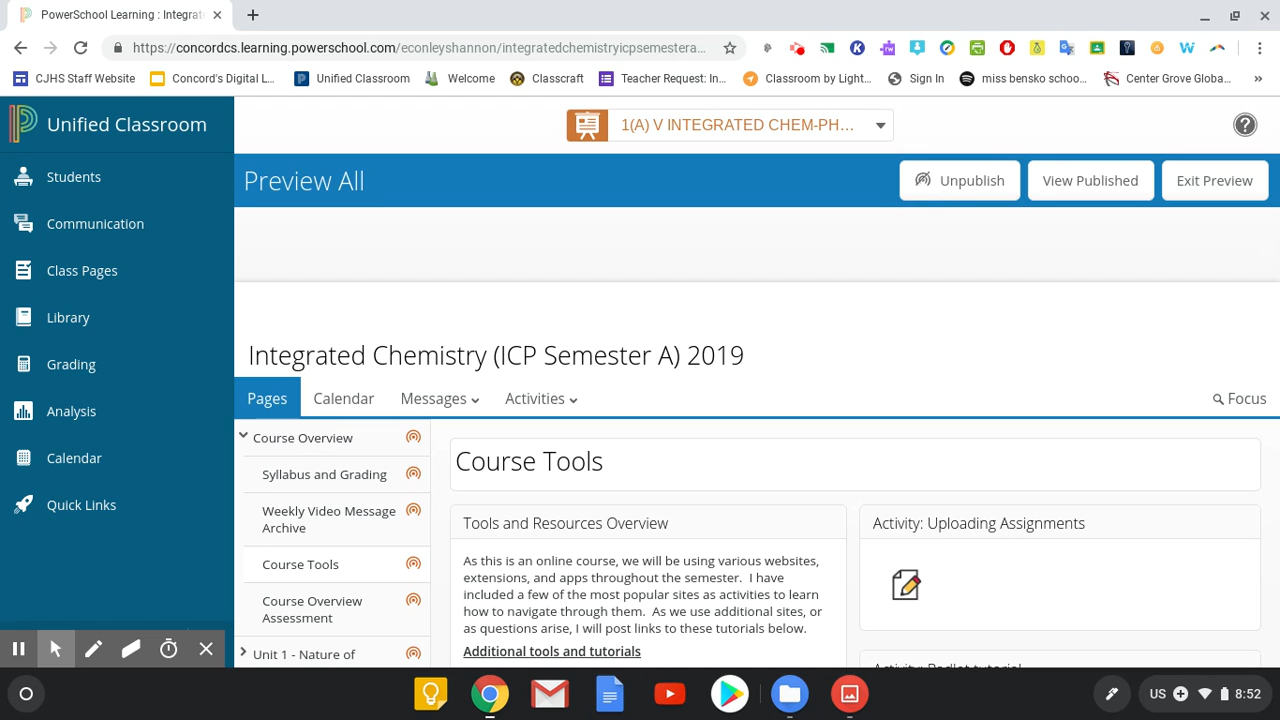 PowerSchool Learning : Integrat
https://concordcs.learning.powerschool.com/econleyshannon/integratedchemistryicpsemestera...
CJHS Staff Website
Concord's Digital L...
Unified Classroom
Welcome
Classcraft
Teacher Request: In...
Classroom by Light...
Sign In
miss bensko schoo...
Center Grove Globa...
Unified Classroom
1(A) V INTEGRATED CHEM-PH...
Students
Communication
Class Pages
Library
Grading
Analysis
Calendar
Quick Links
Preview All
Unpublish
View Published
Exit Preview
Integrated Chemistry (ICP Semester A) 2019
Pages
Calendar
Messages
Activities
Focus
Course Overview
Syllabus and Grading
Weekly Video Message
Archive
Course Tools
Course Overview
Assessment
Unit 1 - Nature of
Course Tools
Tools and Resources Overview
As this is an online course, we will be using various websites,
extensions, and apps throughout the semester. I have
included a few of the most popular sites as activities to learn
how to navigate through them. As we use additional sites, or
as questions arise, I will post links to these tutorials below.
Additional tools and tutorials
Activity: Uploading Assignments
Activity: Padlet tutorial
US
8:52